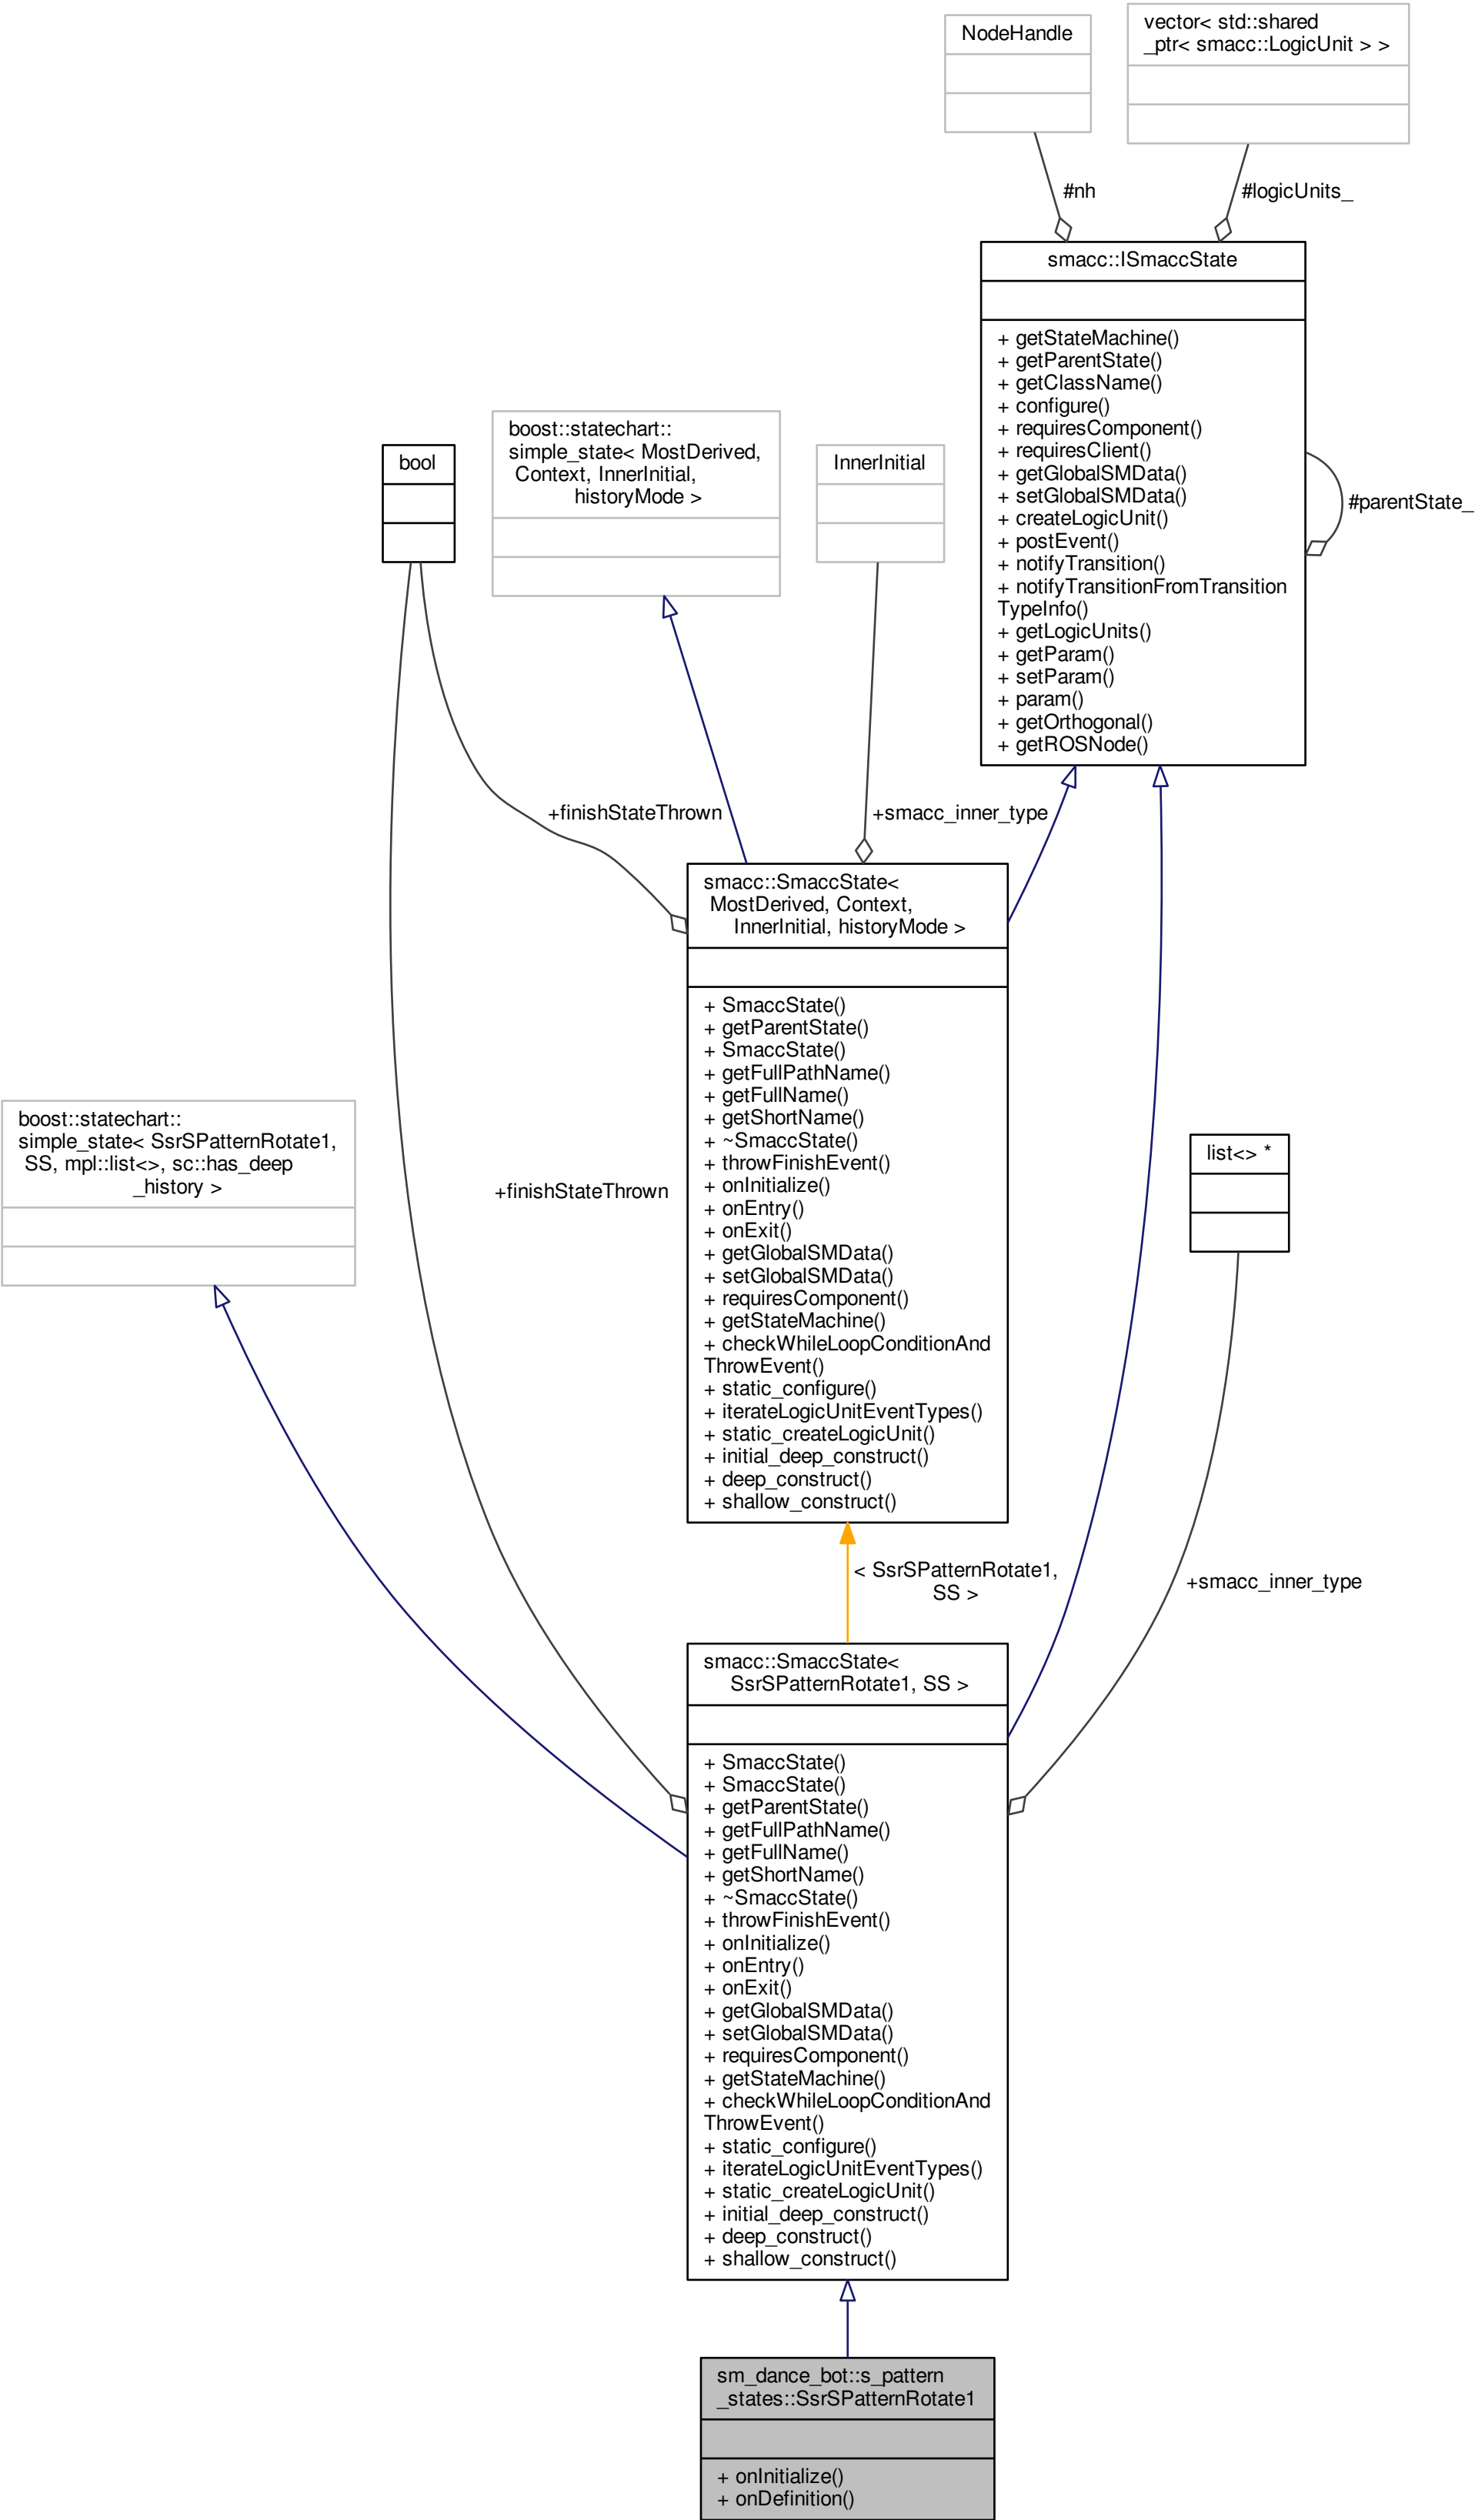 NodeHandle
vector< std::shared
_ptr< smacc::LogicUnit > >
#nh
#logicUnits_
smacc::ISmaccState
+ getStateMachine()
+ getParentState()
+ getClassName()
+ configure()
+ requiresComponent()
+ requiresClient()
+ getGlobalSMData()
+ setGlobalSMData()
+ createLogicUnit()
+ postEvent()
+ notifyTransition()
+ notifyTransitionFromTransition
TypeInfo()
+ getLogicUnits()
+ getParam()
+ setParam()
+ param()
+ getOrthogonal()
+ getROSNode()
#parentState_
bool
boost::statechart::
simple_state< MostDerived,
Context, InnerInitial,
historyMode >
InnerInitial
+finishStateThrown
+smacc_inner_type
smacc::SmaccState<
MostDerived, Context,
InnerInitial, historyMode >
+ SmaccState()
+ getParentState()
+ SmaccState()
+ getFullPathName()
+ getFullName()
+ getShortName()
+ ~SmaccState()
+ throwFinishEvent()
+ onInitialize()
+ onEntry()
+ onExit()
+ getGlobalSMData()
+ setGlobalSMData()
+ requiresComponent()
+ getStateMachine()
+ checkWhileLoopConditionAnd
ThrowEvent()
+ static_configure()
+ iterateLogicUnitEventTypes()
+ static_createLogicUnit()
+ initial_deep_construct()
+ deep_construct()
+ shallow_construct()
boost::statechart::
simple_state< SsrSPatternRotate1,
SS, mpl::list<>, sc::has_deep
_history >
+finishStateThrown
list<> *
< SsrSPatternRotate1,
SS >
+smacc_inner_type
smacc::SmaccState<
SsrSPatternRotate1, SS >
+ SmaccState()
+ SmaccState()
+ getParentState()
+ getFullPathName()
+ getFullName()
+ getShortName()
+ ~SmaccState()
+ throwFinishEvent()
+ onInitialize()
+ onEntry()
+ onExit()
+ getGlobalSMData()
+ setGlobalSMData()
+ requiresComponent()
+ getStateMachine()
+ checkWhileLoopConditionAnd
ThrowEvent()
+ static_configure()
+ iterateLogicUnitEventTypes()
+ static_createLogicUnit()
+ initial_deep_construct()
+ deep_construct()
+ shallow_construct()
sm_dance_bot::s_pattern
_states::SsrSPatternRotate1
+ onInitialize()
+ onDefinition()